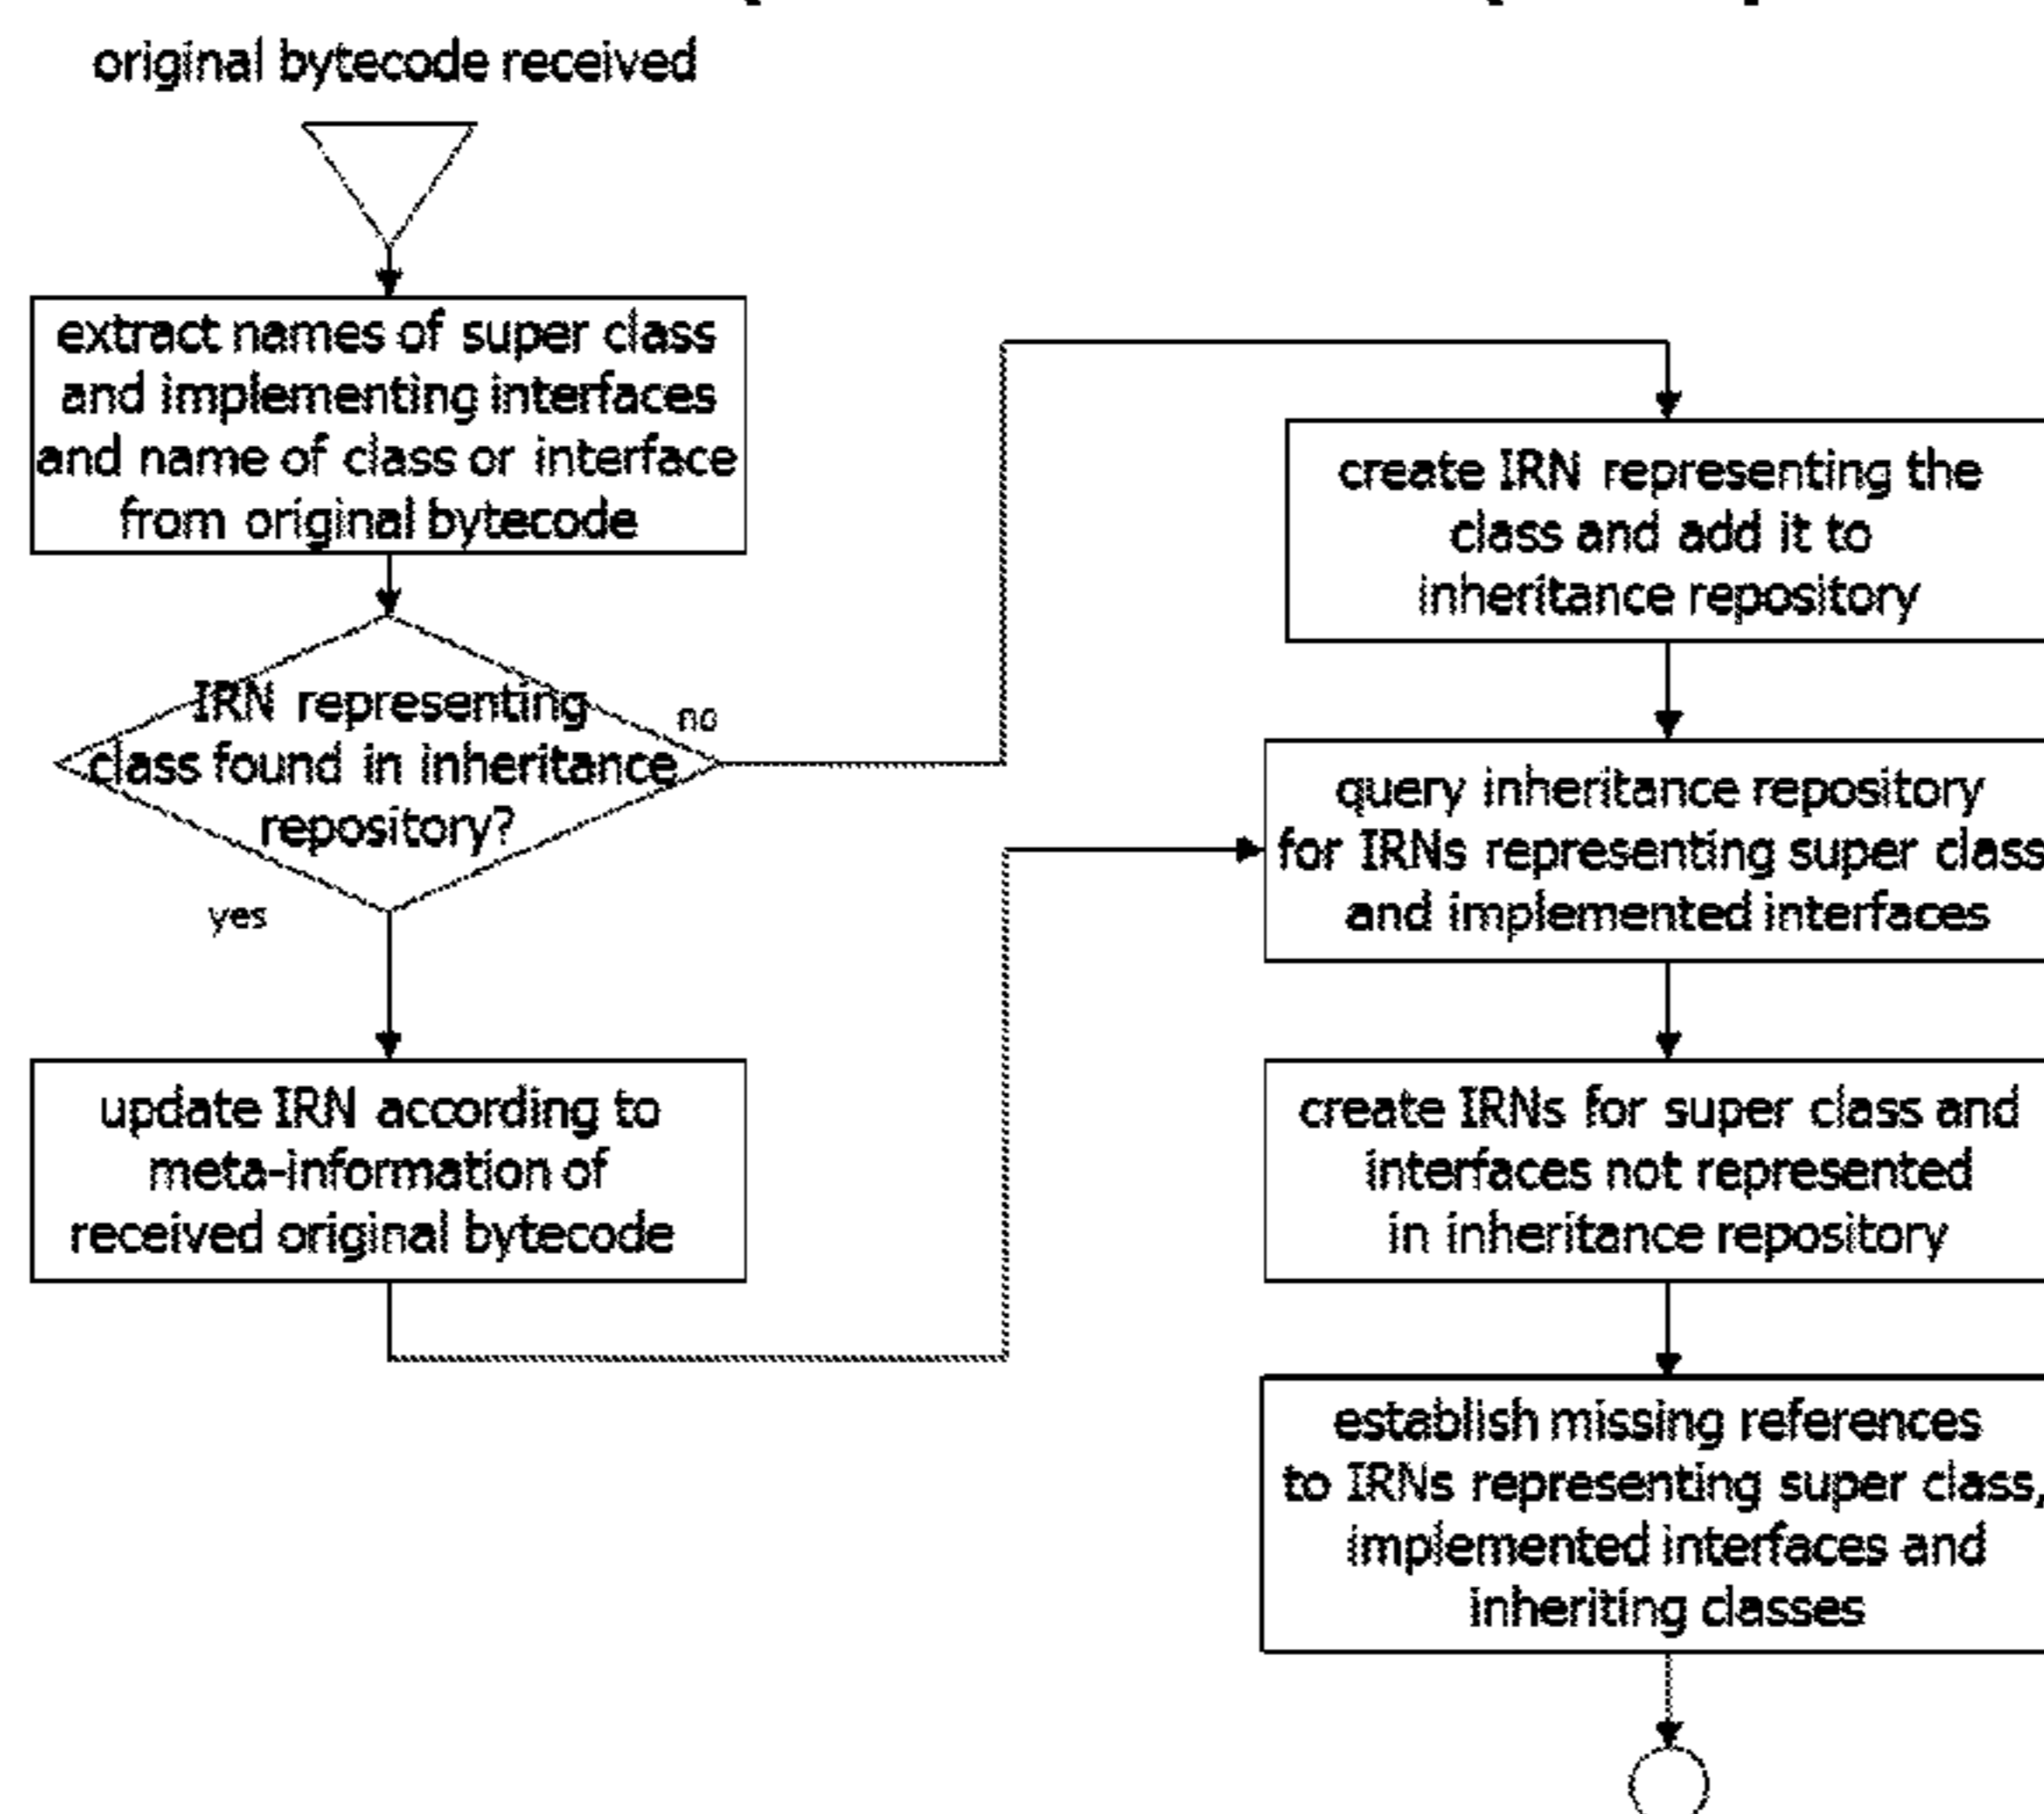 original bytecode received
extract names of super class
and implementing interfaces
and name of class or interface
from original bytecode
IRN representing
class found in inheritance
repository?
no
yes
update IRN according to
meta-information of
received original bytecode
create IRN representing the
class and add it to
inheritance repository
query inheritance repository
for IRNs representing super class
and implemented interfaces
create IRNs for super class and
interfaces not represented
in inheritance repository
establish missing references
to IRNs representing super class,
implemented interfaces and
inheriting classes